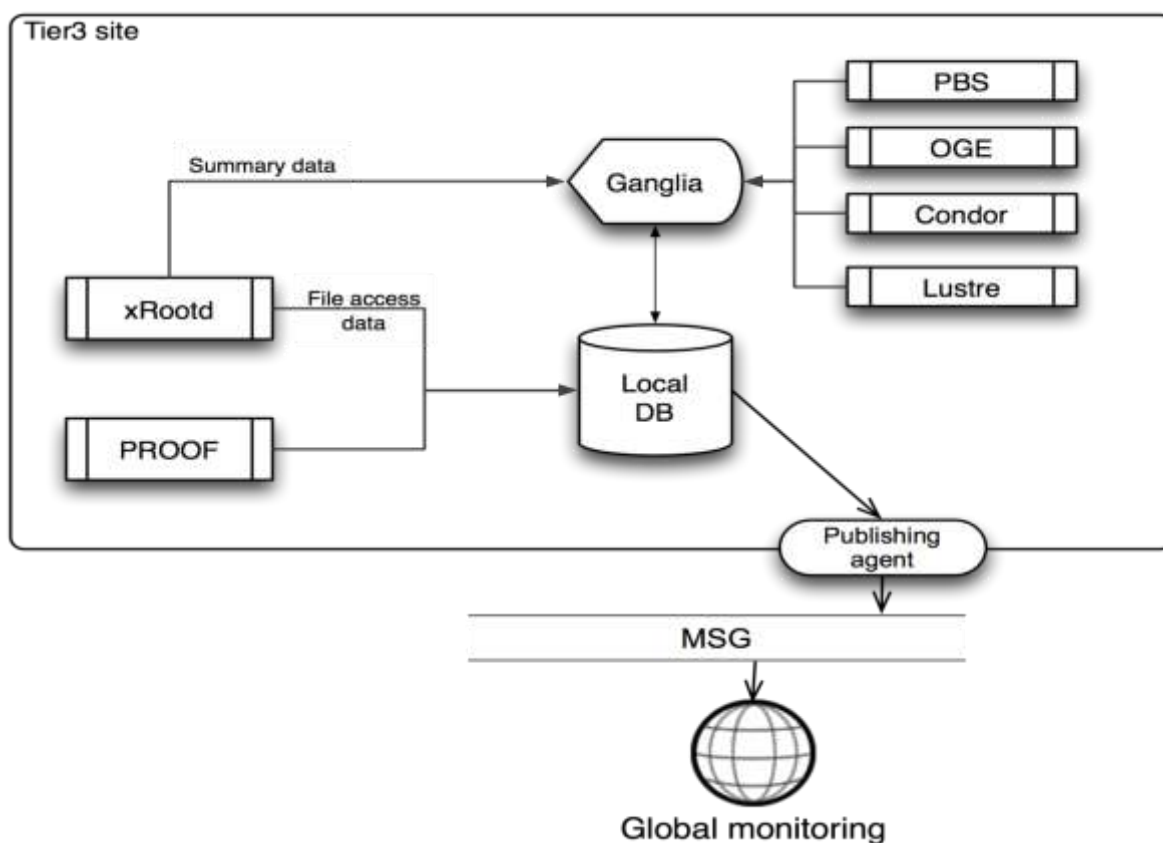 Tier3 site
PBS
OGE
Summary data
Ganglia
Condor
Lustre
xRootd
File access
data
Local
DB
PROOF
Publishing
agent
MSG
Global monitoring